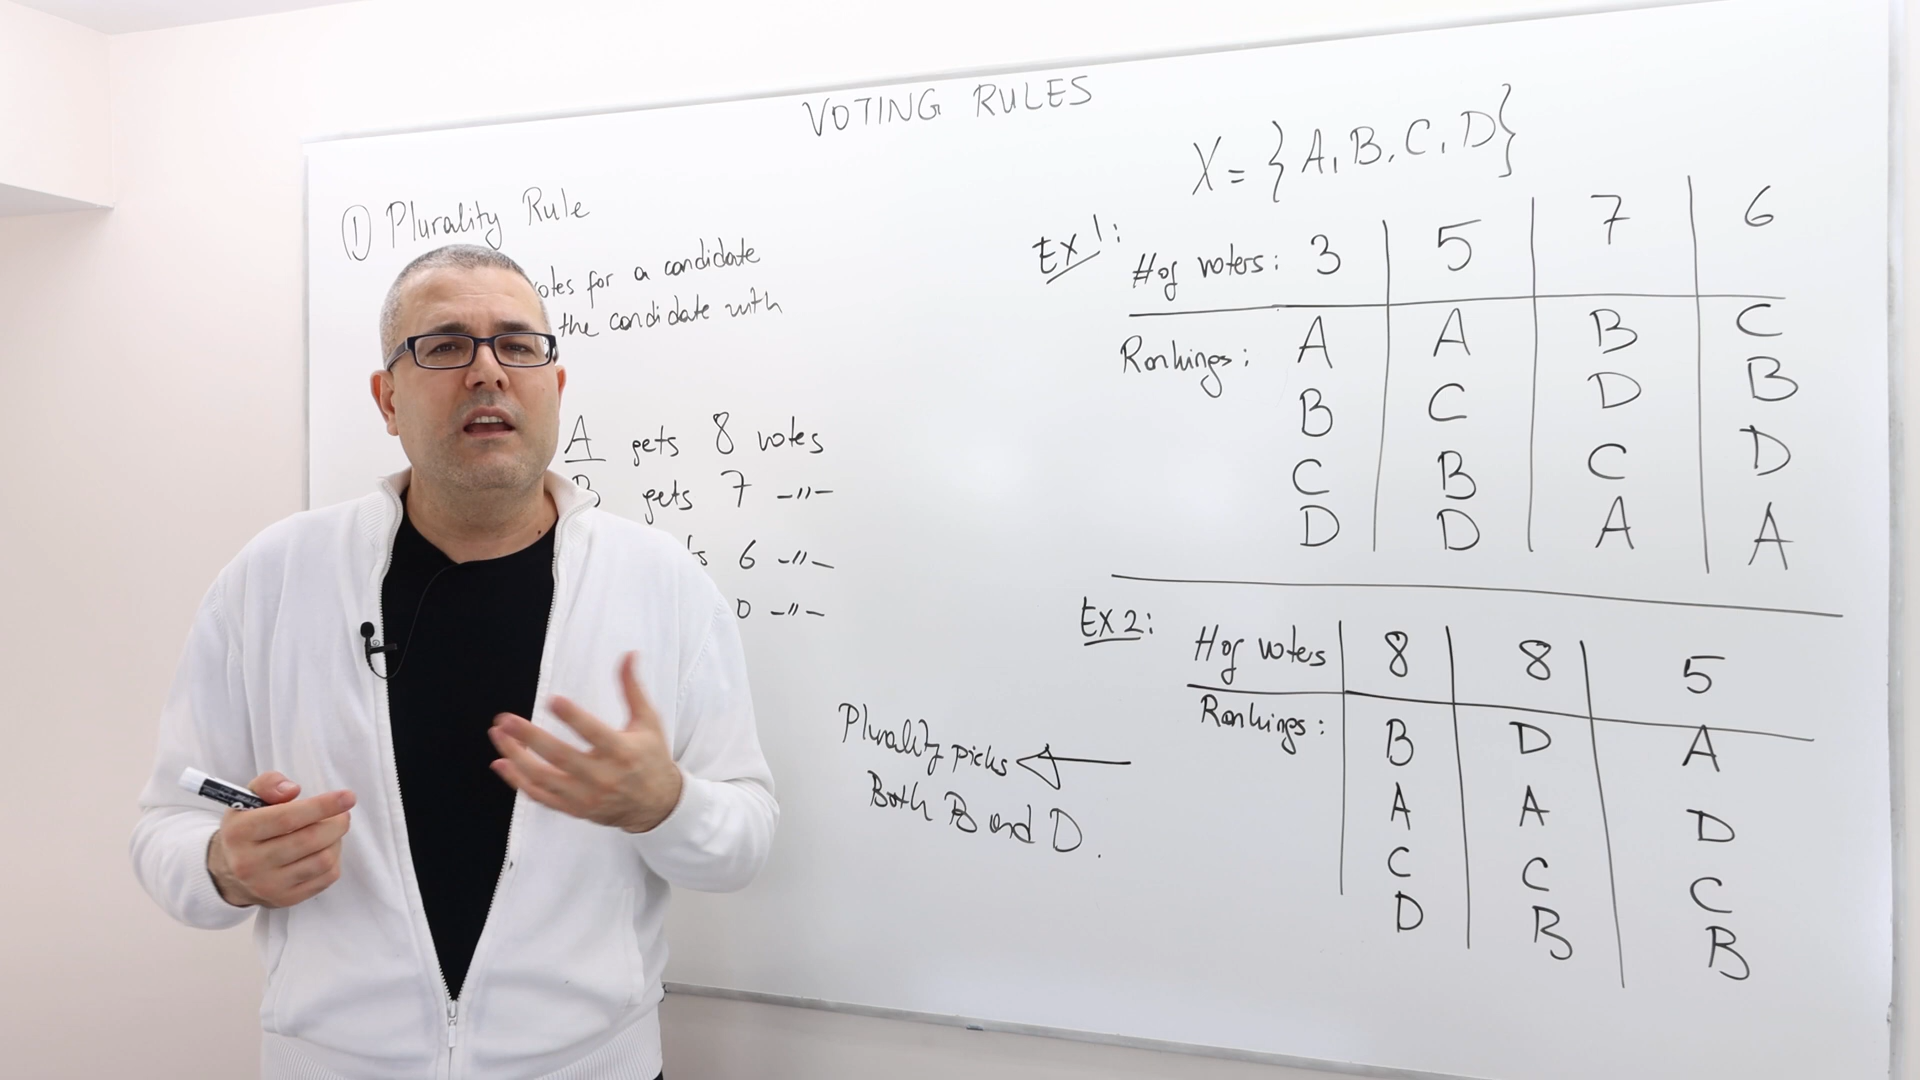 VOTING RULES
① Plurality Rule
votes for a candidate
the candidate with
A gets 8 votes
B gets 7 -"-
6 -"-
0 -"-
Plurality picks
Both B and D.
X = {A, B, C, D}
Ex 1:
# of voters: 3 5 7 6
Rankings: A A B C
B C D B
C B C D
D D A A
Ex 2:
# of voters 8 8 5
Rankings: B D A
A A D
C C C
D B B